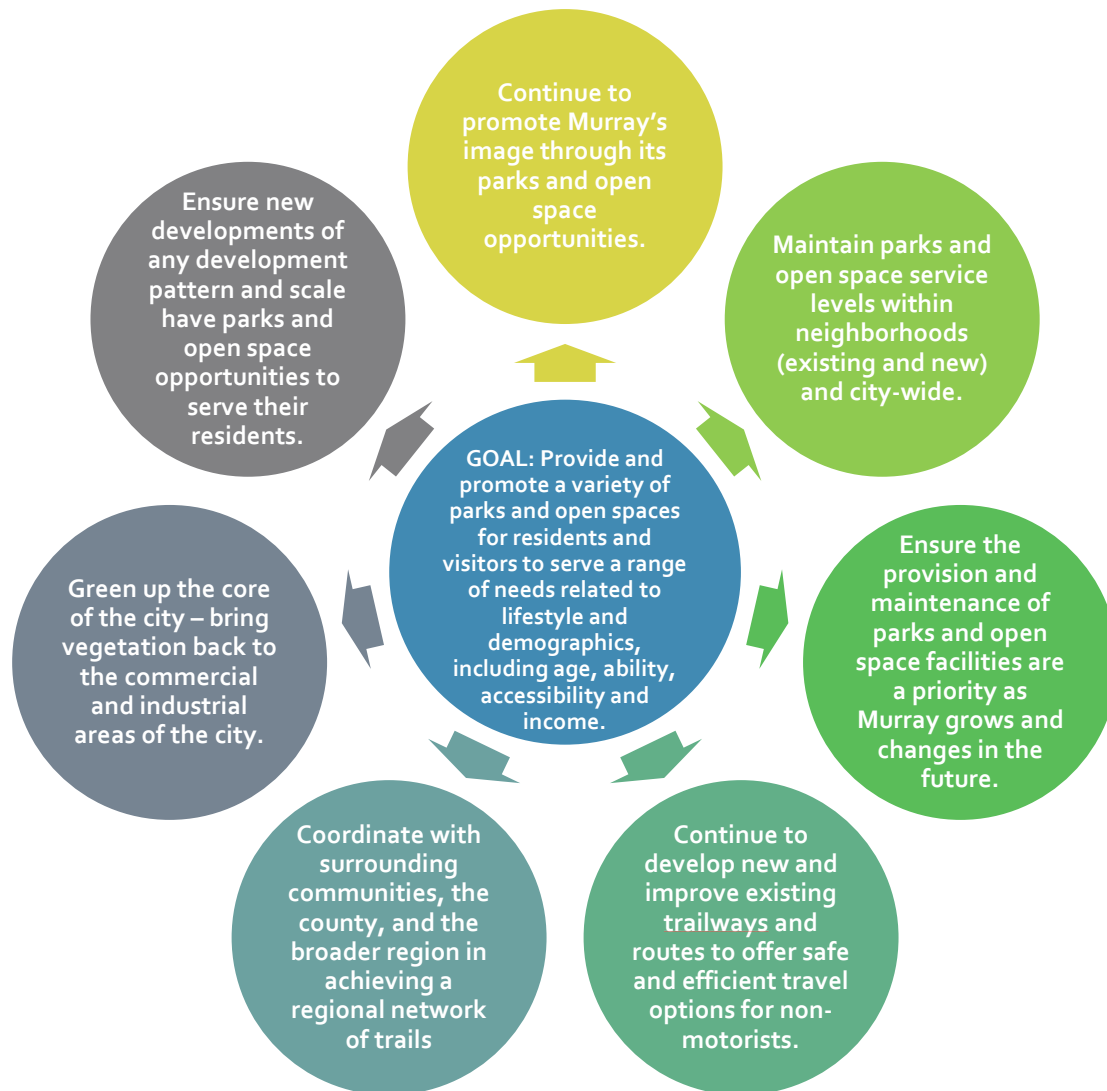 Continue to
promote Murray’s
image through its
parks and open
space
opportunities.
Maintain parks and
open space service
levels within
neighborhoods
(existing and new)
and city-wide.
Ensure the
provision and
maintenance of
parks and open
space facilities are
a priority as
Murray grows and
changes in the
future.
Continue to
develop new and
improve existing
trailways and
routes to offer safe
and efficient travel
options for non-
motorists.
Coordinate with
surrounding
communities, the
county, and the
broader region in
achieving a
regional network
of trails
Green up the core
of the city – bring
vegetation back to
the commercial
and industrial
areas of the city.
Ensure new
developments of
any development
pattern and scale
have parks and
open space
opportunities to
serve their
residents.
GOAL: Provide and
promote a variety of
parks and open spaces
for residents and
visitors to serve a range
of needs related to
lifestyle and
demographics,
including age, ability,
accessibility and
income.